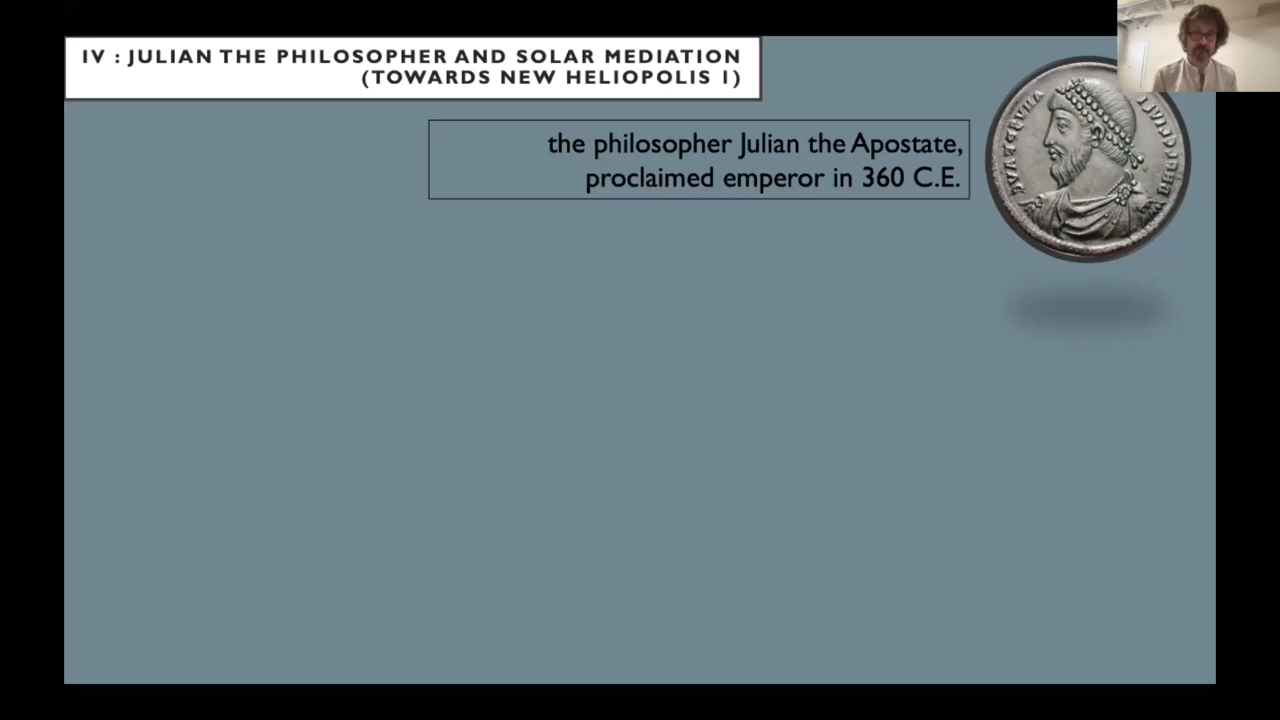 IV : JULIAN THE PHILOSOPHER AND SOLAR MEDIATION
(TOWARDS NEW HELIOPOLIS I)
the philosopher Julian the Apostate,
proclaimed emperor in 360 C.E.